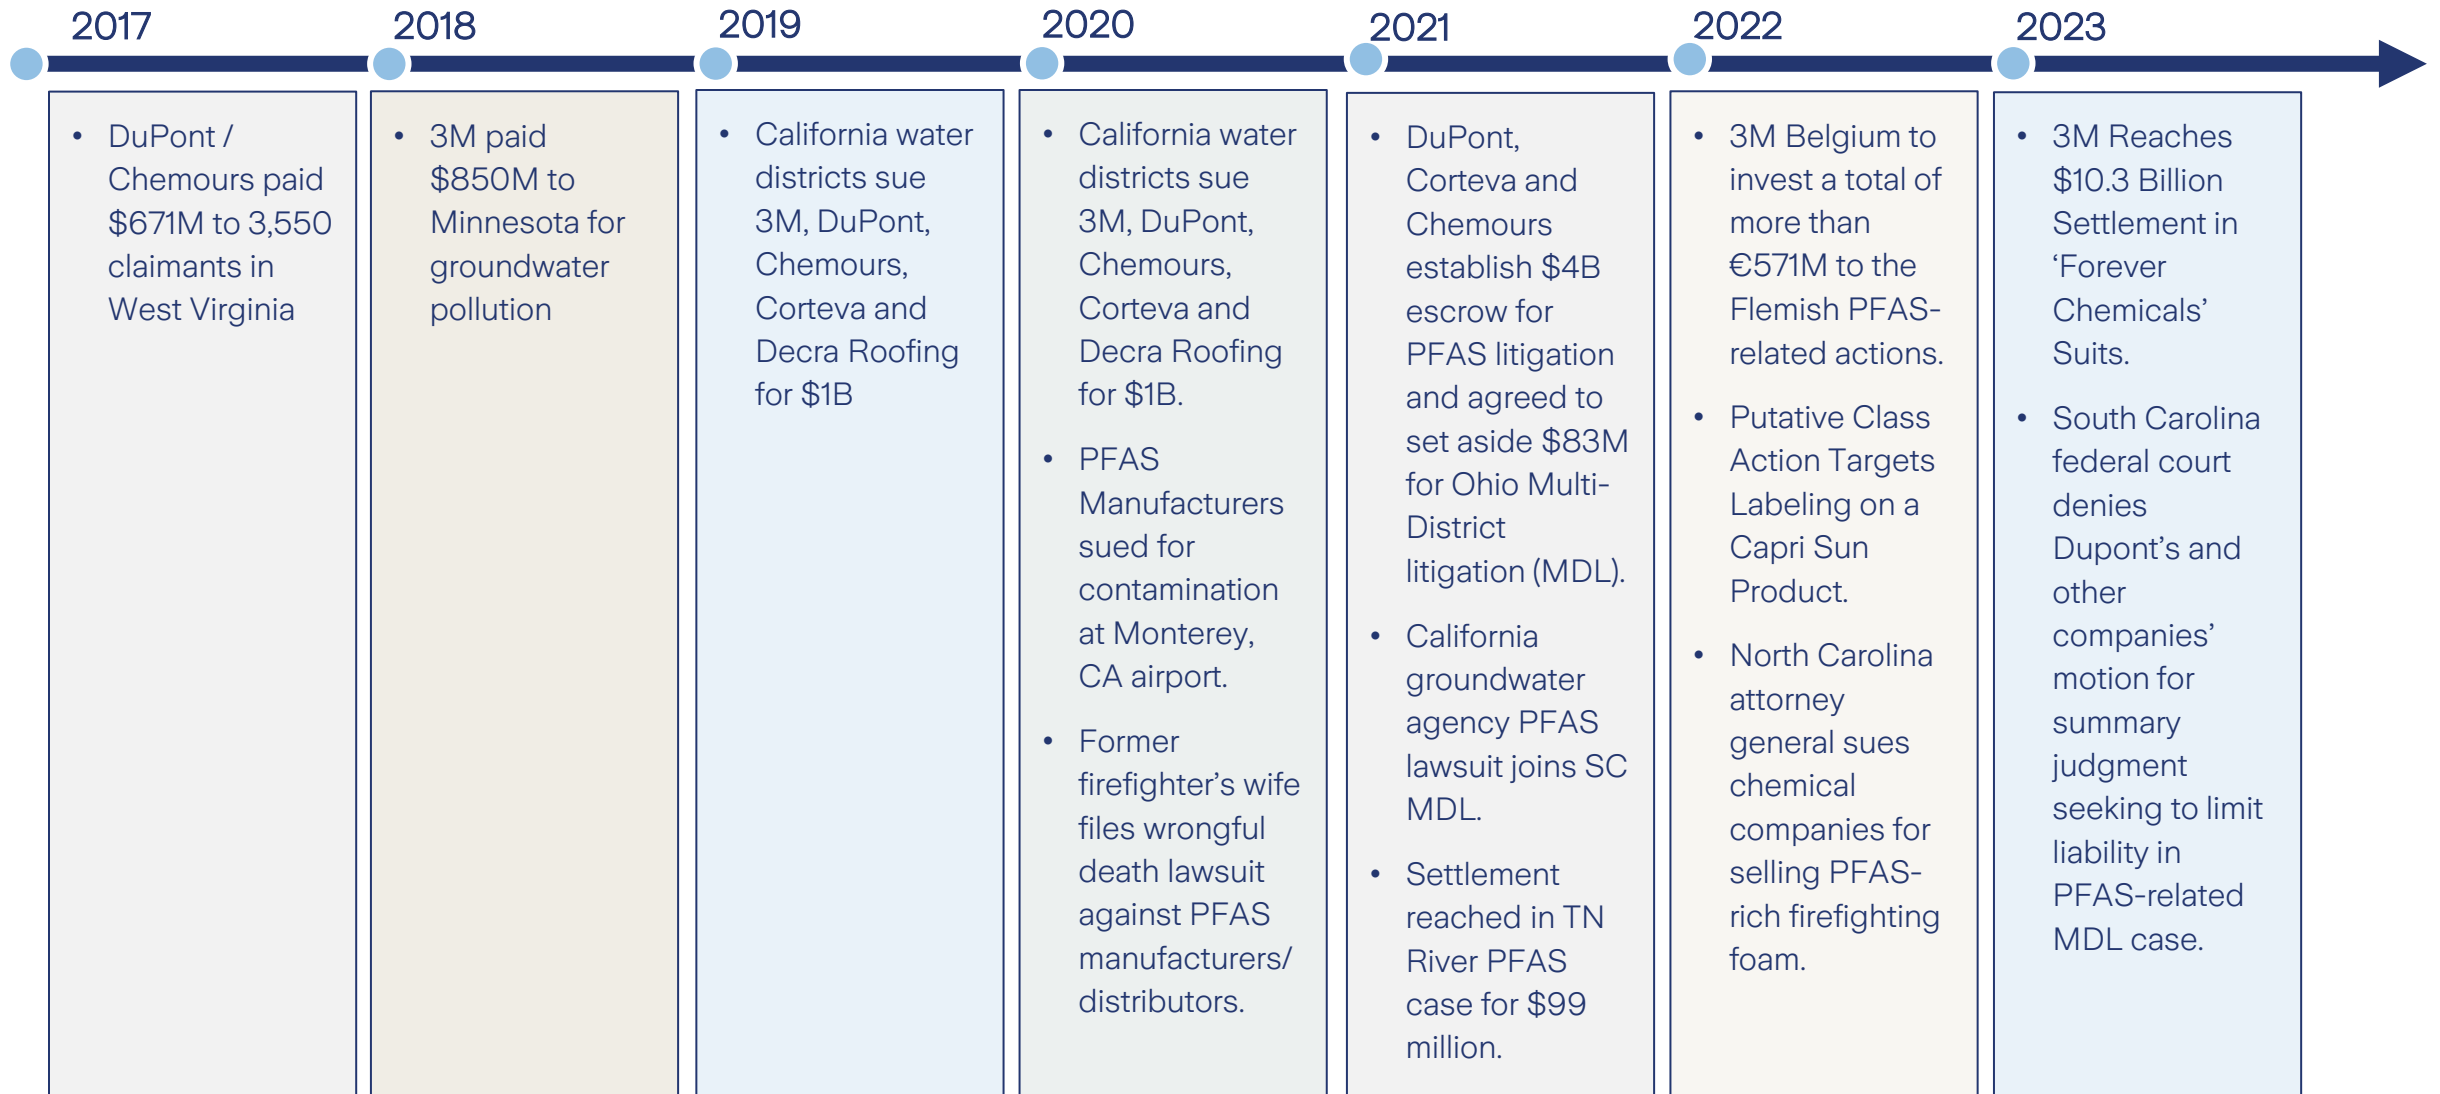 2017
2018
2019
2020
2021
2022
2023
• DuPont /
Chemours paid
$671M to 3,550
claimants in
West Virginia
• 3M paid
$850M to
Minnesota for
groundwater
pollution
• California water
districts sue
3M, DuPont,
Chemours,
Corteva and
Decra Roofing
for $1B
• California water
districts sue
3M, DuPont,
Chemours,
Corteva and
Decra Roofing
for $1B.
• PFAS
Manufacturers
sued for
contamination
at Monterey,
CA airport.
• Former
firefighter’s wife
files wrongful
death lawsuit
against PFAS
manufacturers/
distributors.
• DuPont,
Corteva and
Chemours
establish $4B
escrow for
PFAS litigation
and agreed to
set aside $83M
for Ohio Multi-
District
litigation (MDL).
• California
groundwater
agency PFAS
lawsuit joins SC
MDL.
• Settlement
reached in TN
River PFAS
case for $99
million.
• 3M Belgium to
invest a total of
more than
€571M to the
Flemish PFAS-
related actions.
• Putative Class
Action Targets
Labeling on a
Capri Sun
Product.
• North Carolina
attorney
general sues
chemical
companies for
selling PFAS-
rich firefighting
foam.
• 3M Reaches
$10.3 Billion
Settlement in
‘Forever
Chemicals’
Suits.
• South Carolina
federal court
denies
Dupont’s and
other
companies’
motion for
summary
judgment
seeking to limit
liability in
PFAS-related
MDL case.